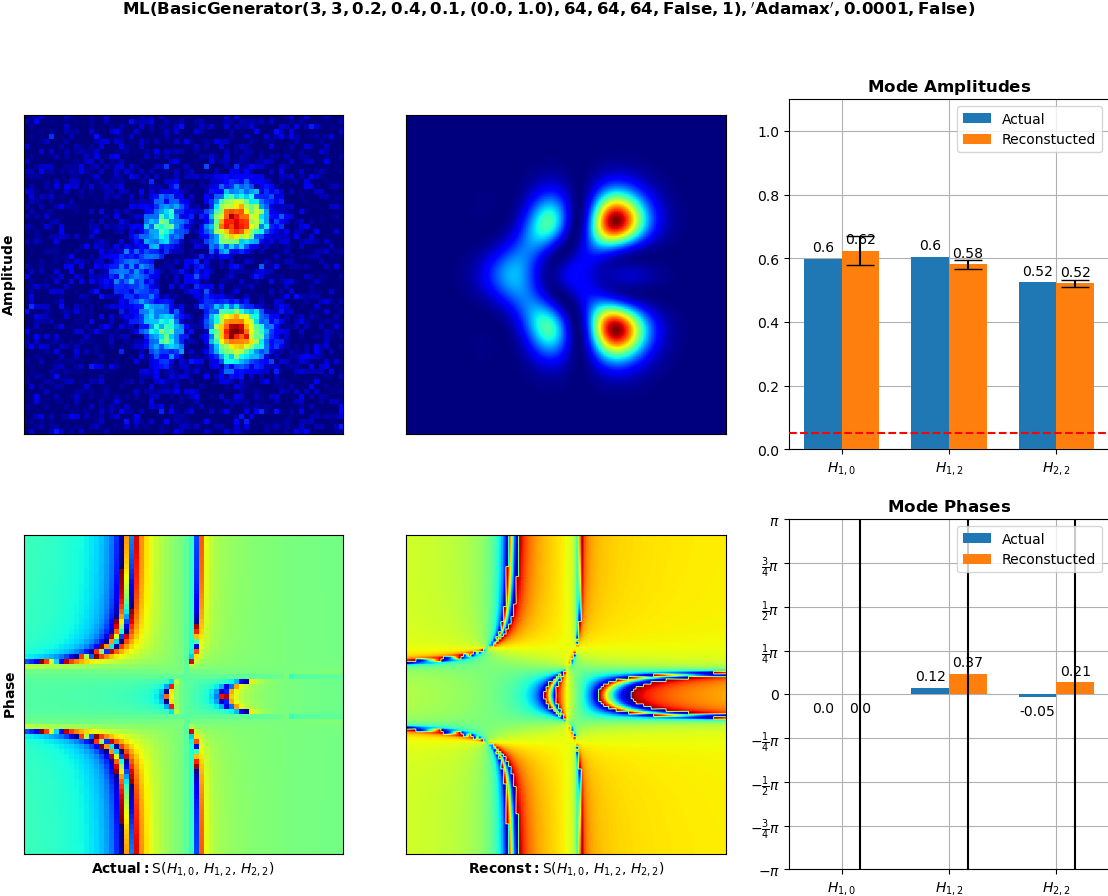 ML(BasicGenerator(3, 3, 0.2, 0.4, 0.1, (0.0, 1.0), 64, 64, 64, False, 1), ′Adamax′, 0.0001, False)
Amplitude
Mode Amplitudes
Actual
Reconstucted
1.0
0.8
0.6
0.4
0.2
0.0
0.6
0.62
0.6
0.58
0.52
0.52
H1,0
H1,2
H2,2
Phase
Actual: S(H1,0, H1,2, H2,2)
Reconst: S(H1,0, H1,2, H2,2)
Mode Phases
Actual
Reconstucted
π
3/4π
1/2π
1/4π
0
−1/4π
−1/2π
−3/4π
−π
0.0
0.0
0.12
0.37
-0.05
0.21
H1,0
H1,2
H2,2